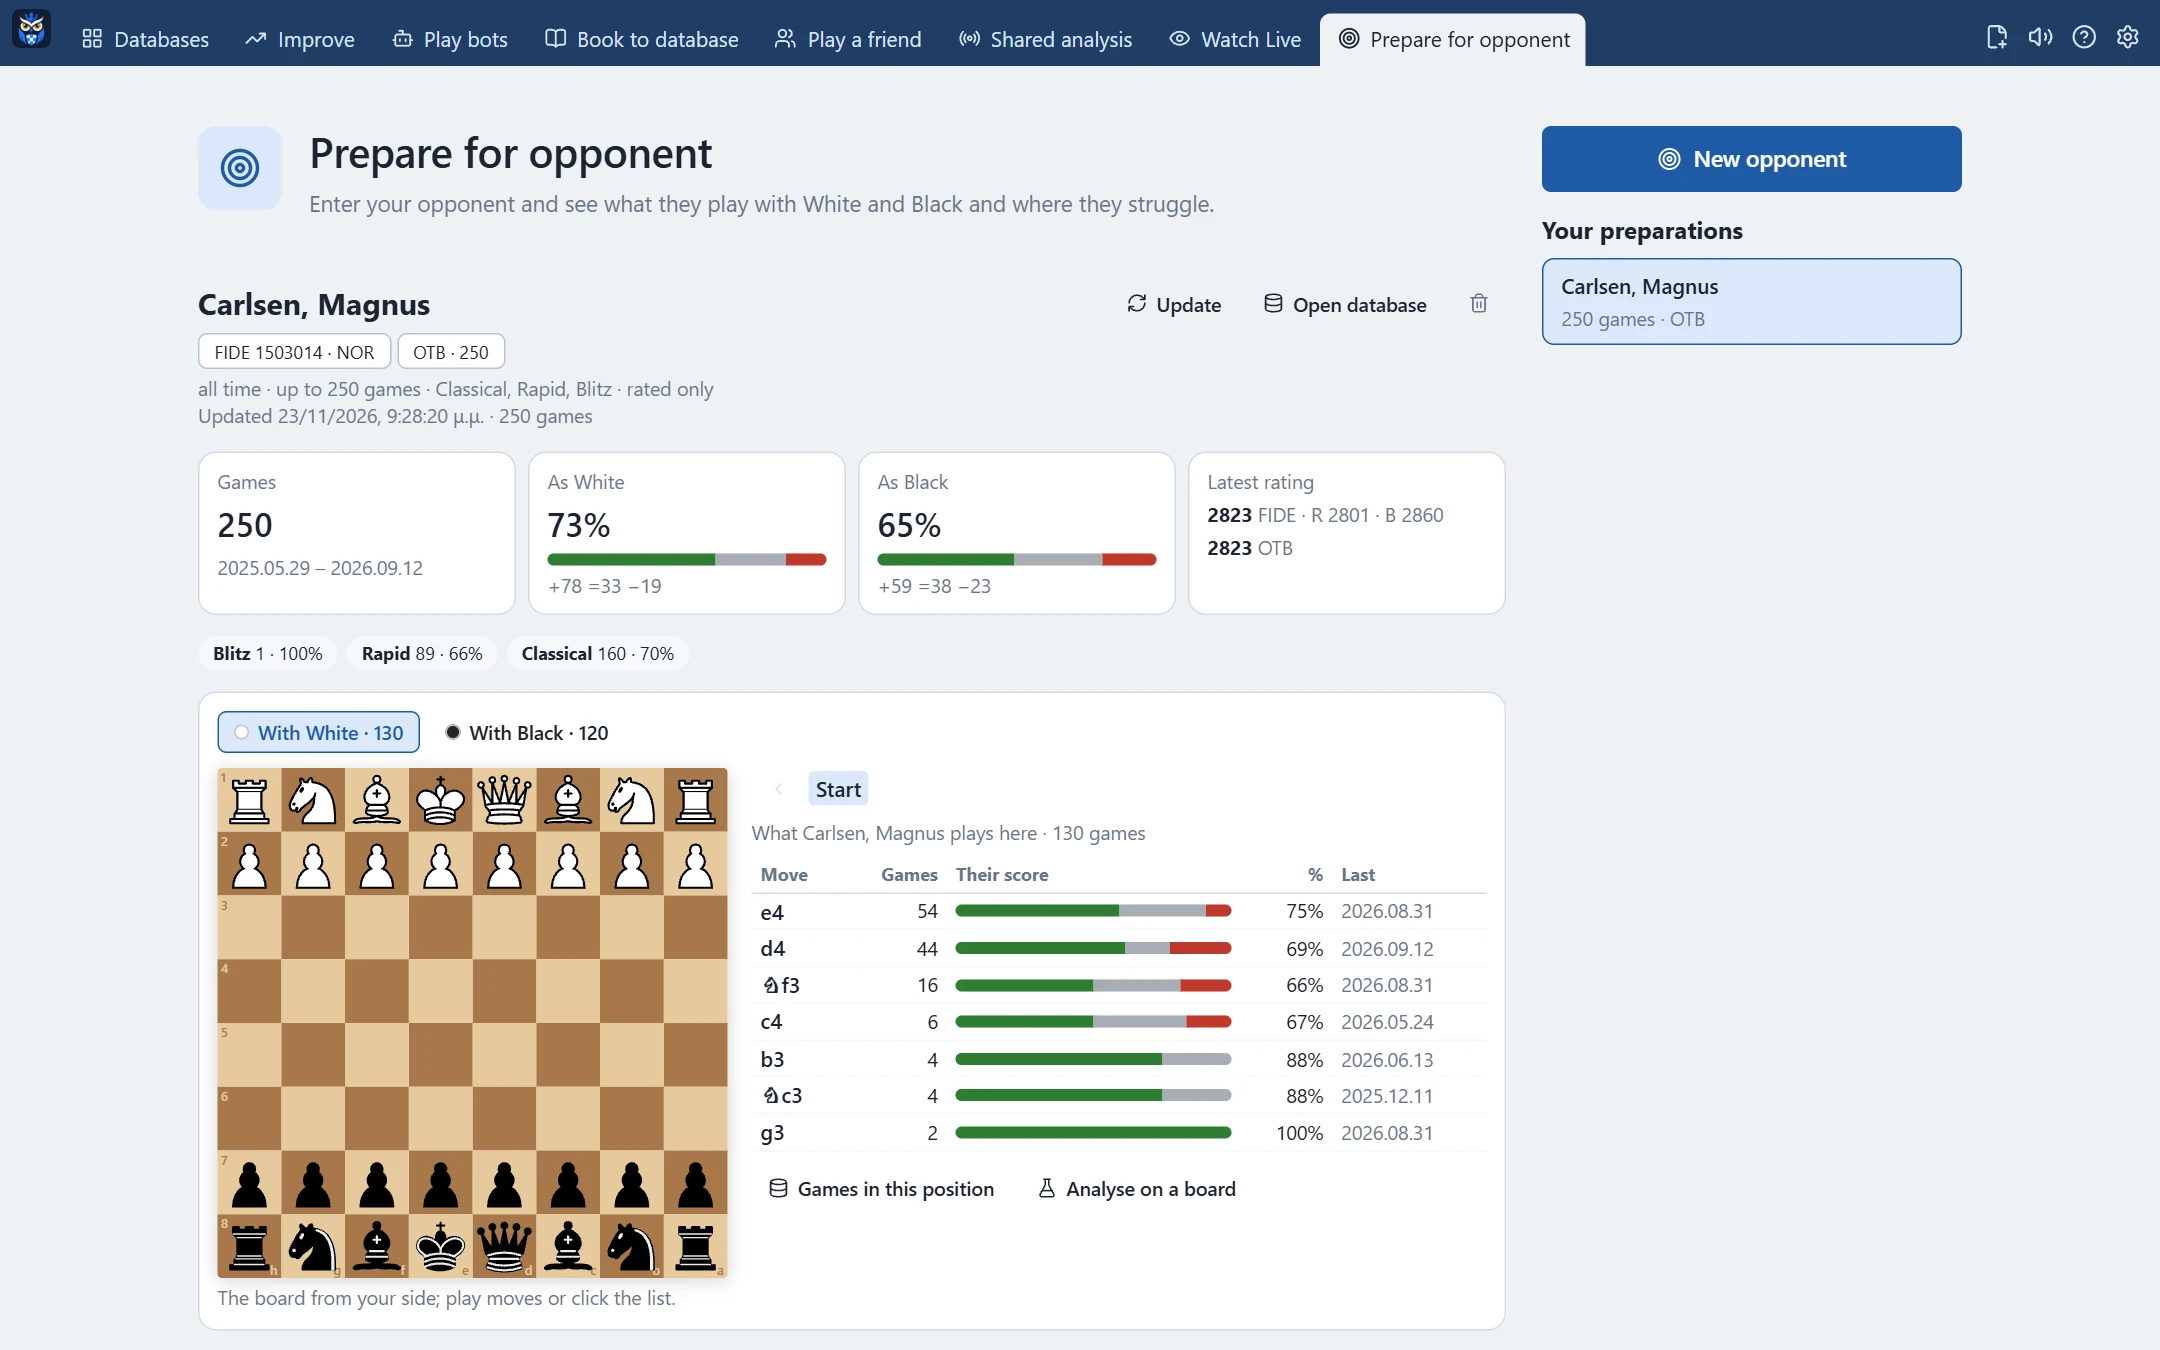 Databases
Improve
Play bots
Book to database
Play a friend
Shared analysis
Watch Live
Prepare for opponent
Prepare for opponent
Enter your opponent and see what they play with White and Black and where they struggle.
New opponent
Your preparations
Carlsen, Magnus
250 games · OTB
Carlsen, Magnus
Update
Open database
FIDE 1503014 · NOR
OTB · 250
all time · up to 250 games · Classical, Rapid, Blitz · rated only
Updated 23/11/2026, 9:28:20 μ.μ. · 250 games
Games
250
2025.05.29 – 2026.09.12
As White
73%
+78 =33 −19
As Black
65%
+59 =38 −23
Latest rating
2823 FIDE · R 2801 · B 2860
2823 OTB
Blitz 1 · 100%
Rapid 89 · 66%
Classical 160 · 70%
With White · 130
With Black · 120
1
2
3
4
5
6
7
8
h g f e d c b a
The board from your side; play moves or click the list.
Start
What Carlsen, Magnus plays here · 130 games
Move Games Their score % Last
e4 54 75% 2026.08.31
d4 44 69% 2026.09.12
♘f3 16 66% 2026.08.31
c4 6 67% 2026.05.24
b3 4 88% 2026.06.13
♘c3 4 88% 2025.12.11
g3 2 100% 2026.08.31
Games in this position
Analyse on a board